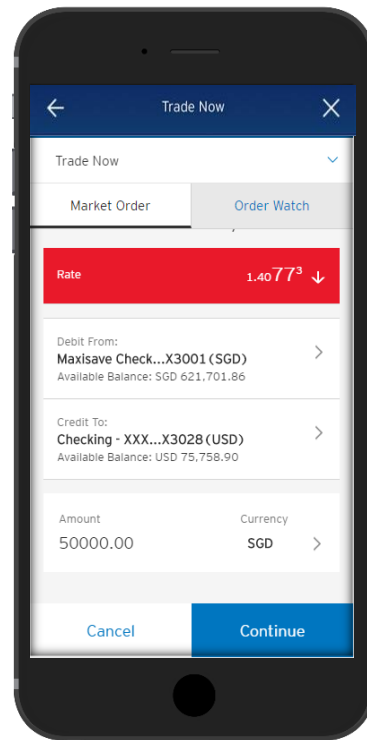 Trade Now
Trade Now
Market Order Order Watch
Rate 1.4077³
Debit From:
Maxisave Check...X3001 (SGD)
Available Balance: SGD 621,701.86
Credit To:
Checking - XXX...X3028 (USD)
Available Balance: USD 75,758.90
Amount Currency
50000.00 SGD
Cancel Continue